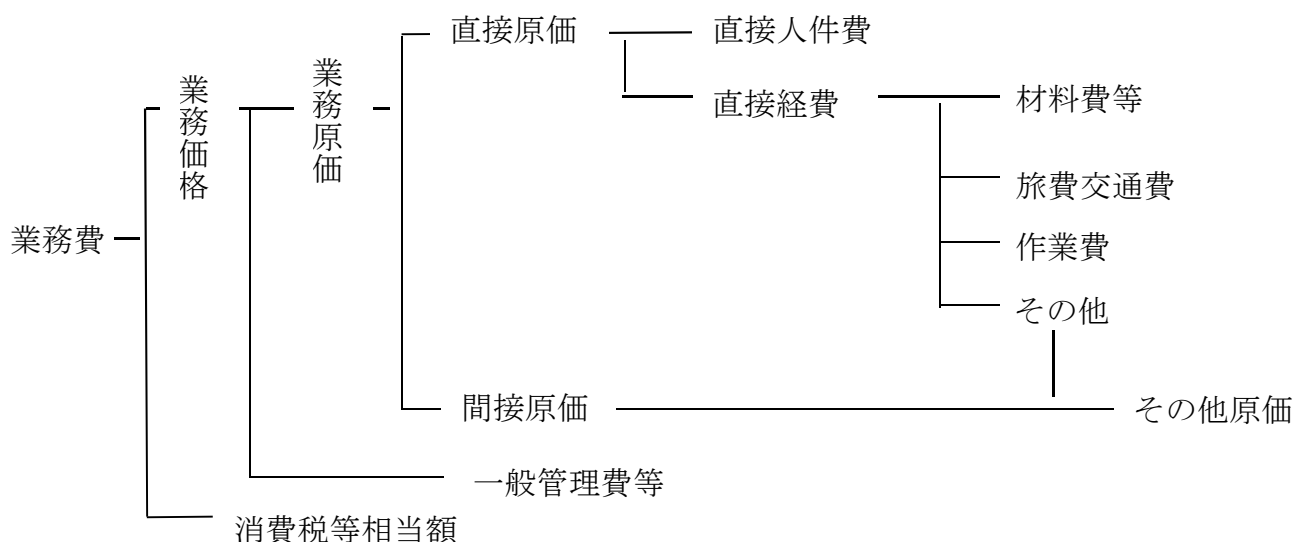 直接原価
直接人件費
業務価格
業務原価
直接経費
材料費等
旅費交通費
業務費
作業費
その他
間接原価
その他原価
一般管理費等
消費税等相当額